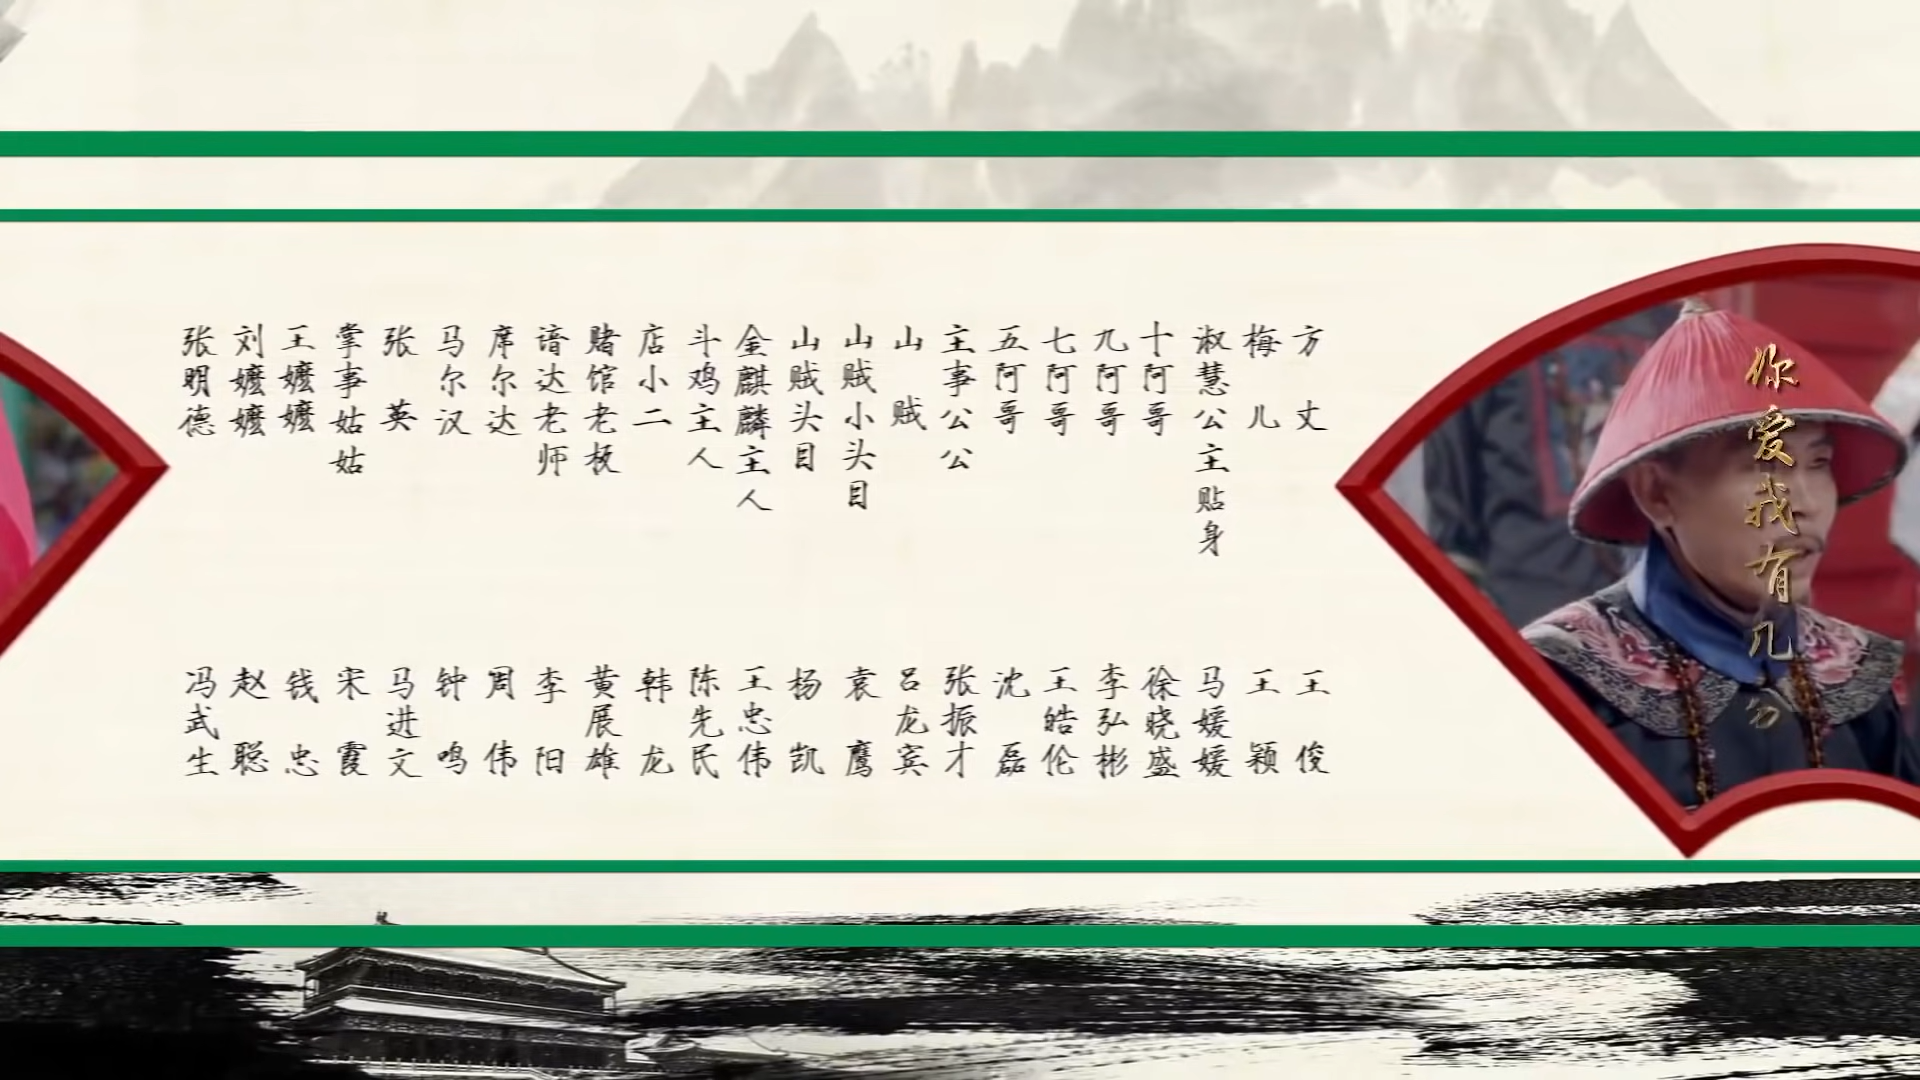 你爱我有几分
方丈 王俊
梅儿 王颖
淑慧公主贴身 马媛媛
十阿哥 徐晓盛
九阿哥 李弘彬
七阿哥 王皓伦
五阿哥 沈磊
主事公公 张振才
山贼 吕龙宾
山贼小头目 袁鹰
山贼头目 杨凯
金麒麟主人 王忠伟
斗鸡主人 陈先民
店小二 韩龙
赌馆老板 黄展雄
谙达老师 李阳
席尔达 周伟
马尔汉 钟鸣
张英 马进文
掌事姑姑 宋霞
王嬷嬷 钱忠
刘嬷嬷 赵聪
张明德 冯武生